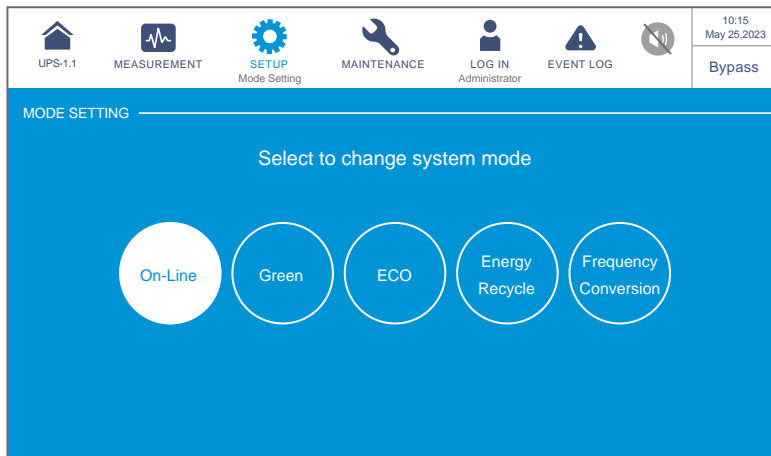 UPS-1.1
MEASUREMENT
SETUP
Mode Setting
MAINTENANCE
LOG IN
Administrator
EVENT LOG
10:15
May 25,2023
Bypass
MODE SETTING
Select to change system mode
On-Line
Green
ECO
Energy
Recycle
Frequency
Conversion